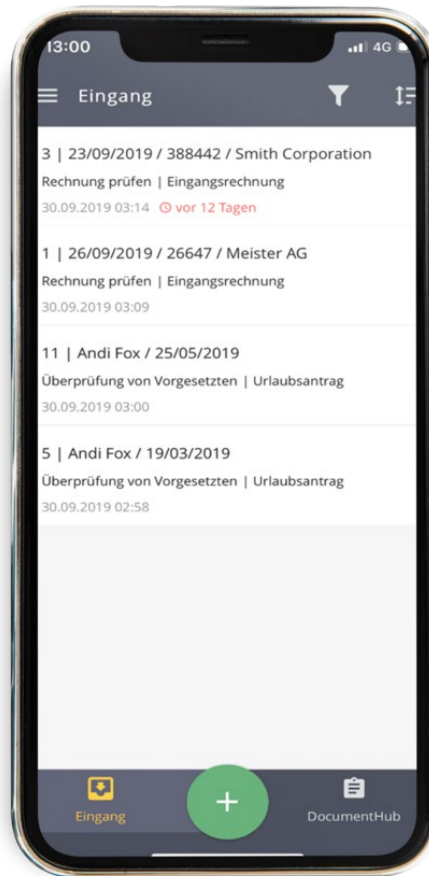 13:00
4G
Eingang
3 | 23/09/2019 / 388442 / Smith Corporation
Rechnung prüfen | Eingangsrechnung
30.09.2019 03:14 vor 12 Tagen
1 | 26/09/2019 / 26647 / Meister AG
Rechnung prüfen | Eingangsrechnung
30.09.2019 03:09
11 | Andi Fox / 25/05/2019
Überprüfung von Vorgesetzten | Urlaubsantrag
30.09.2019 03:00
5 | Andi Fox / 19/03/2019
Überprüfung von Vorgesetzten | Urlaubsantrag
30.09.2019 02:58
Eingang
+
DocumentHub